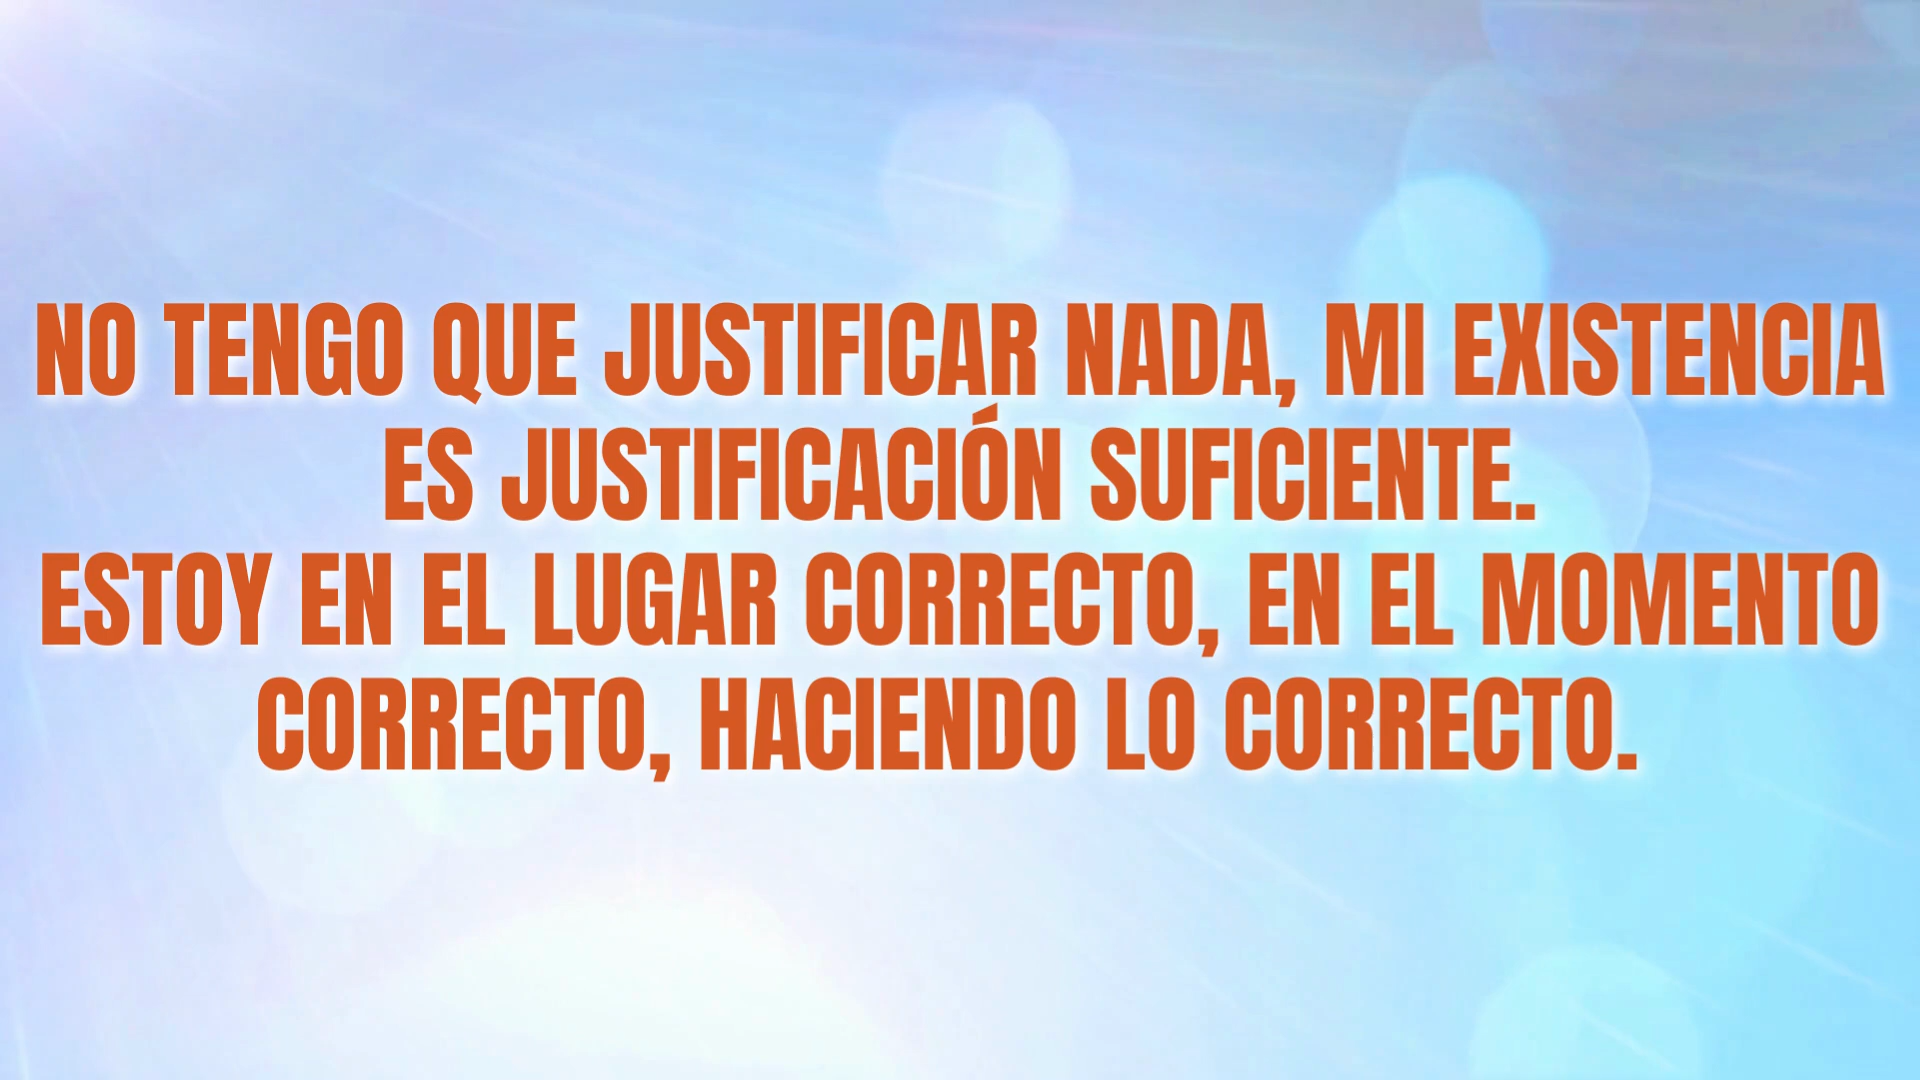 NO TENGO QUE JUSTIFICAR NADA, MI EXISTENCIA
ES JUSTIFICACIÓN SUFICIENTE.
ESTOY EN EL LUGAR CORRECTO, EN EL MOMENTO
CORRECTO, HACIENDO LO CORRECTO.